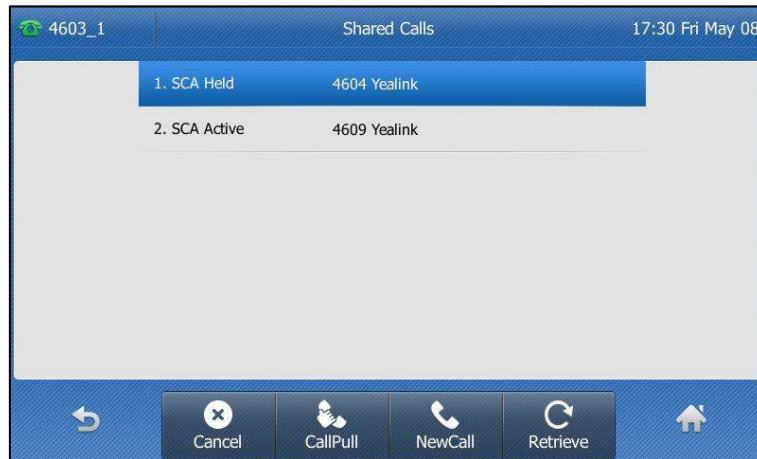 4603_1 Shared Calls 17:30 Fri May 08
1. SCA Held 4604 Yealink
2. SCA Active 4609 Yealink
Cancel CallPull NewCall Retrieve